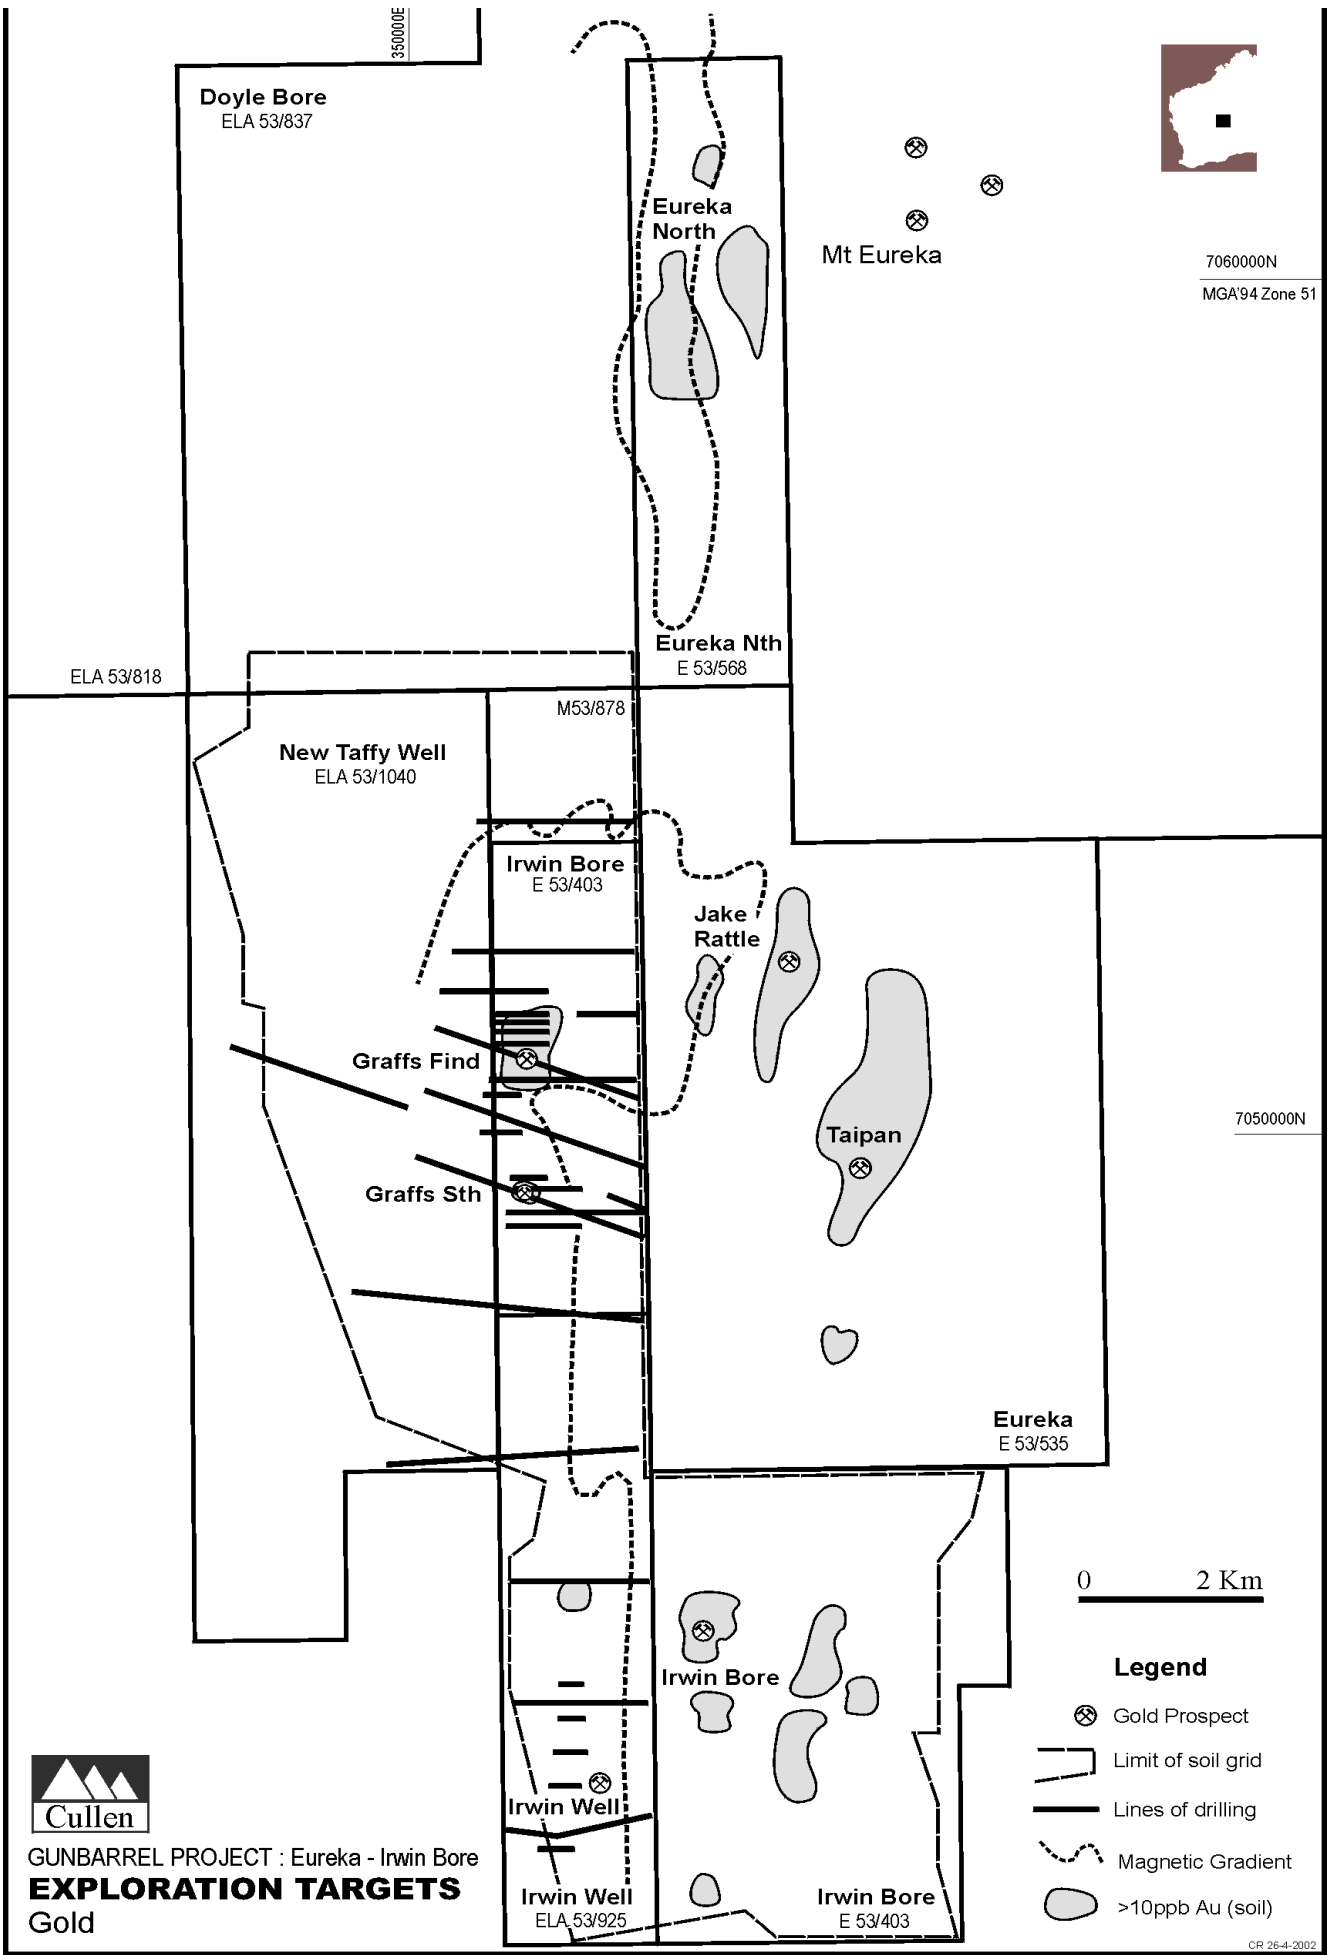 350000E
Doyle Bore
ELA 53/837
Eureka
North
Mt Eureka
7060000N
MGA'94 Zone 51
Eureka Nth
E 53/568
ELA 53/818
M53/878
New Taffy Well
ELA 53/1040
Irwin Bore
E 53/403
Jake
Rattle
Graffs Find
7050000N
Taipan
Graffs Sth
Eureka
E 53/535
0 2 Km
Irwin Bore
Legend
Gold Prospect
Limit of soil grid
Lines of drilling
Magnetic Gradient
>10ppb Au (soil)
Irwin Well
Irwin Well
ELA 53/925
Irwin Bore
E 53/403
Cullen
GUNBARREL PROJECT : Eureka - Irwin Bore
EXPLORATION TARGETS
Gold
CR 26-4-2002